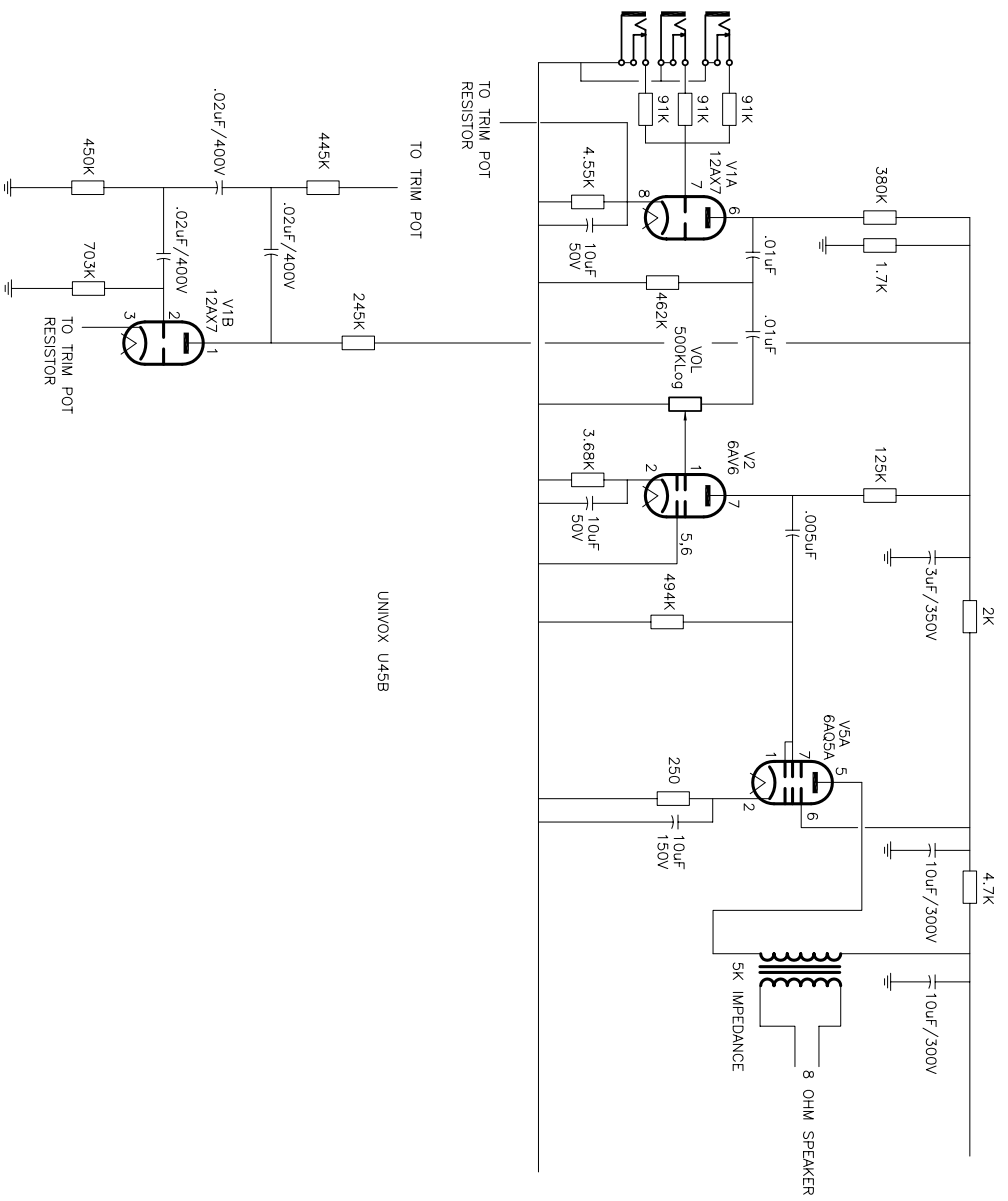 2K
4.7K
380K
1.7K
125K
3uF/350V
10uF/300V
10uF/300V
.01uF
.01uF
.005uF
V1A
12AX7
6
7
8
91K
91K
91K
VOL
500KLog
V2
6AV6
7
1
2
5,6
V5A
6AQ5A
5
6
7
1
2
5K IMPEDANCE
8 OHM SPEAKER
462K
494K
250
10uF
150V
4.55K
10uF
50V
3.68K
10uF
50V
TO TRIM POT
RESISTOR
TO TRIM POT
UNIVOX U45B
445K
245K
.02uF/400V
.02uF/400V
.02uF/400V
V1B
12AX7
1
2
3
450K
703K
TO TRIM POT
RESISTOR